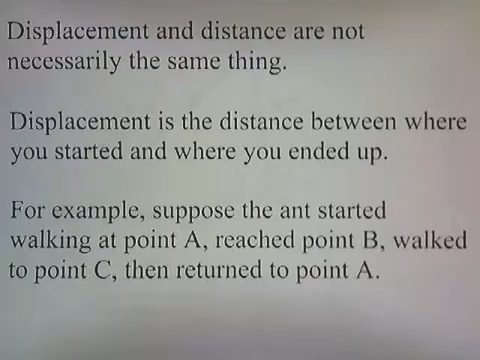 Displacement and distance are not
necessarily the same thing.
Displacement is the distance between where
you started and where you ended up.
For example, suppose the ant started
walking at point A, reached point B, walked
to point C, then returned to point A.